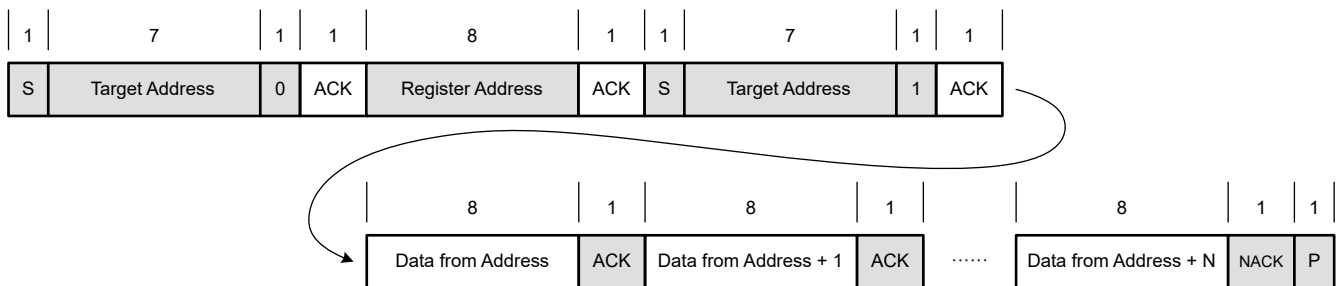 1 7 1 1 8 1 1 7 1 1
S Target Address 0 ACK Register Address ACK S Target Address 1 ACK
8 1 8 1 8 1 1
Data from Address ACK Data from Address + 1 ACK ...... Data from Address + N NACK P